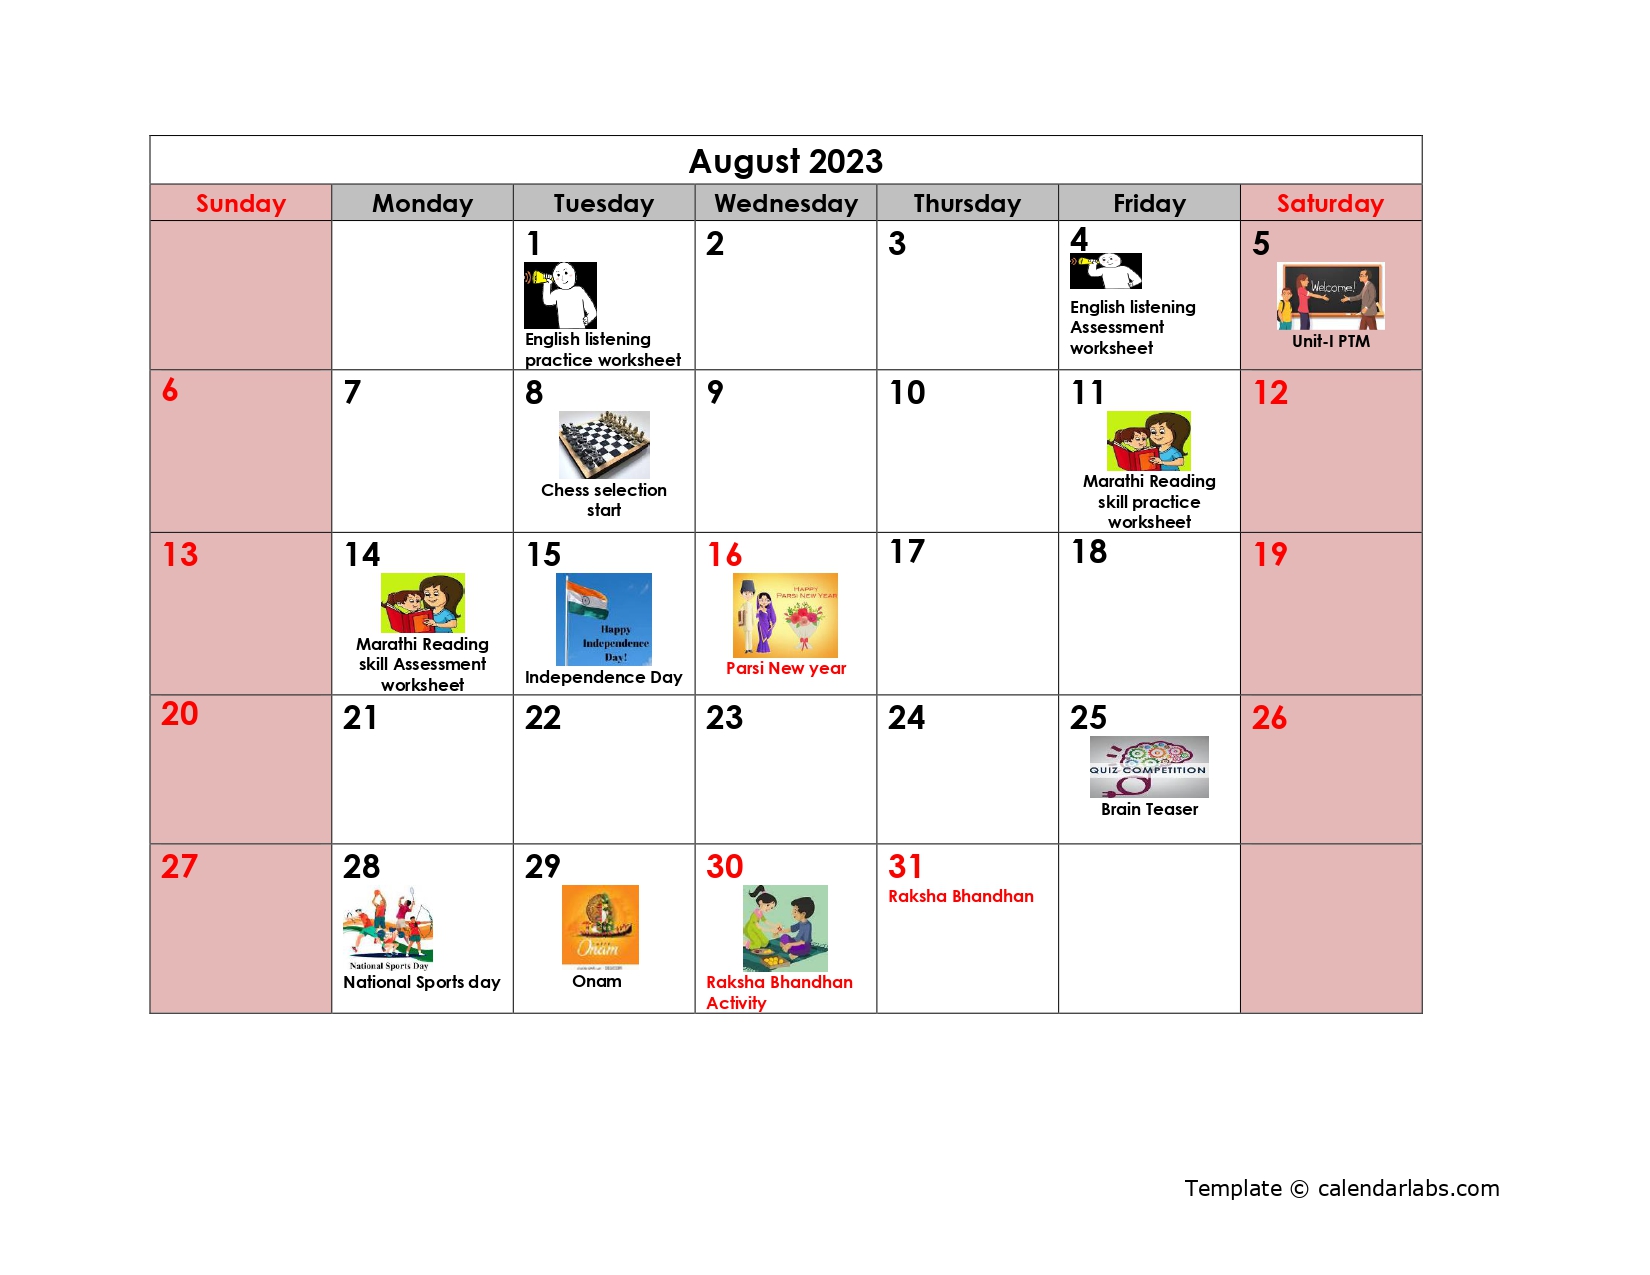 August 2023
Sunday Monday Tuesday Wednesday Thursday Friday Saturday
1
English listening
practice worksheet
2
3
4
English listening
Assessment
worksheet
5
Welcome!
Unit-I PTM
6
7
8
Chess selection
start
9
10
11
Marathi Reading
skill practice
worksheet
12
13
14
Marathi Reading
skill Assessment
worksheet
15
Happy
Independence
Day!
Independence Day
16
HAPPY
PARSI NEW YEAR
Parsi New year
17
18
19
20
21
22
23
24
25
QUIZ COMPETITION
Brain Teaser
26
27
28
National Sports Day
National Sports day
29
Onam
Onam
30
Raksha Bhandhan
Activity
31
Raksha Bhandhan
Template © calendarlabs.com